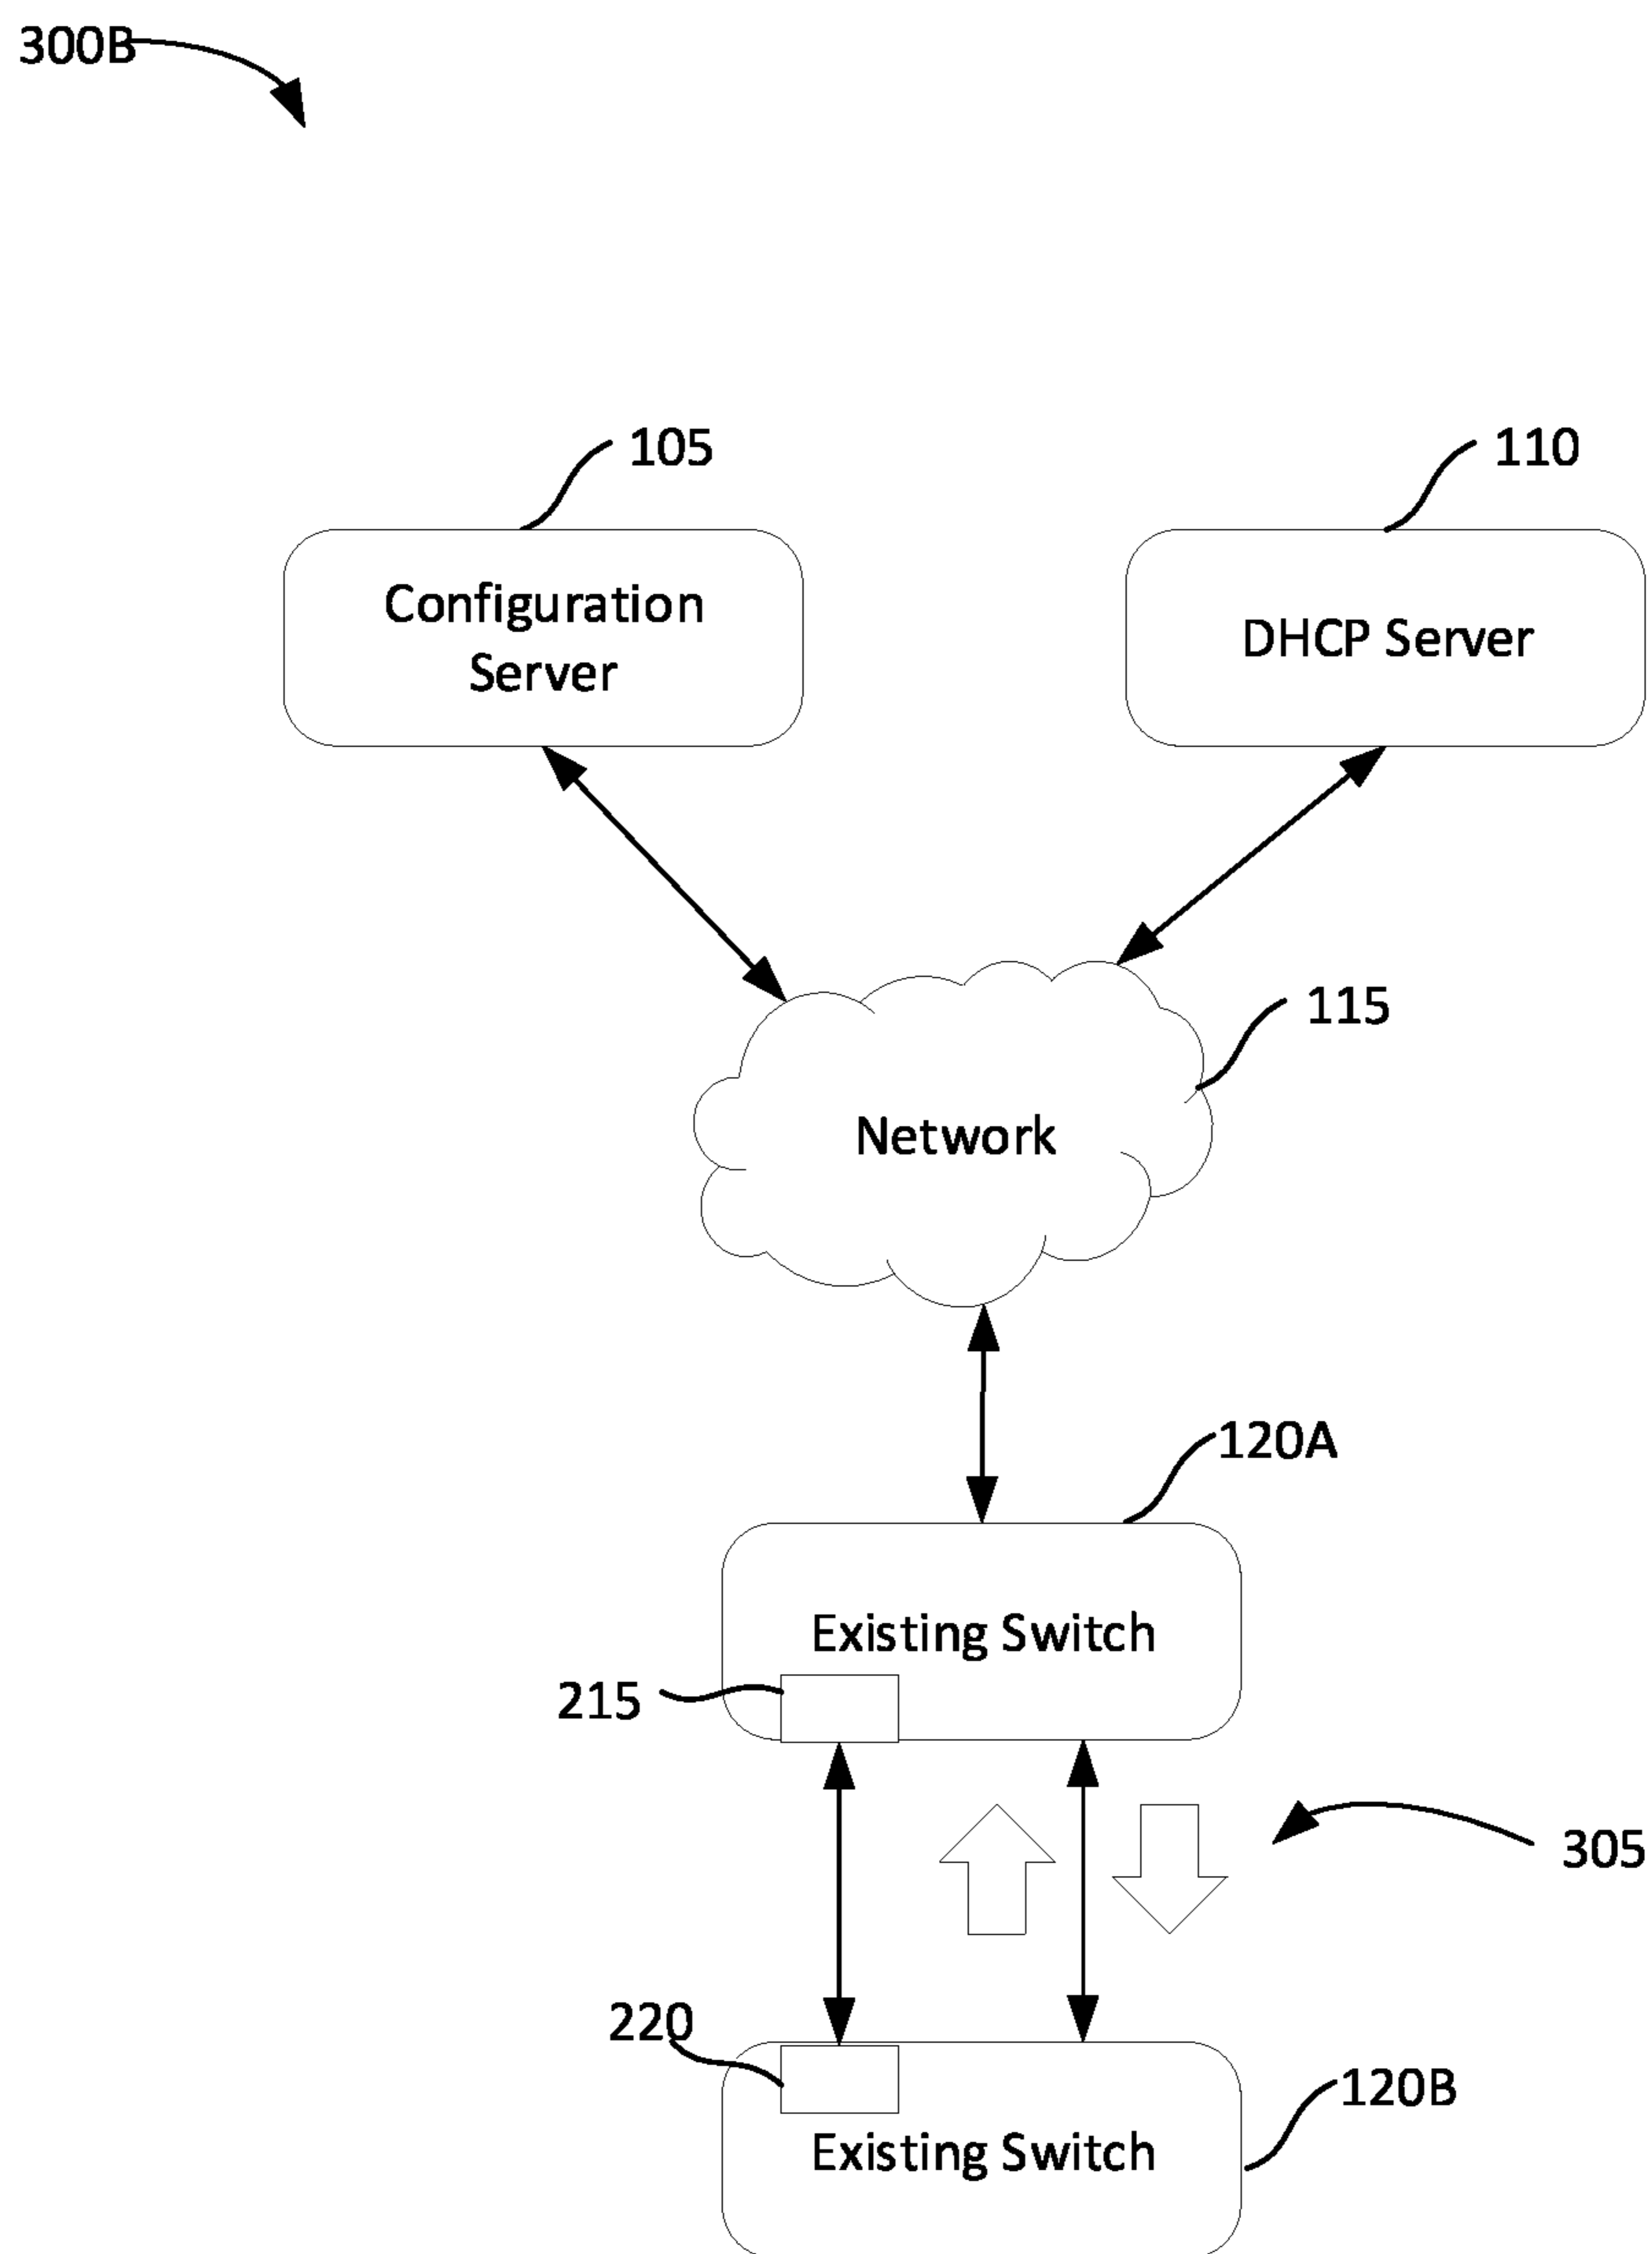 300B
105
110
Configuration
Server
DHCP Server
115
Network
120A
Existing Switch
215
305
220
120B
Existing Switch